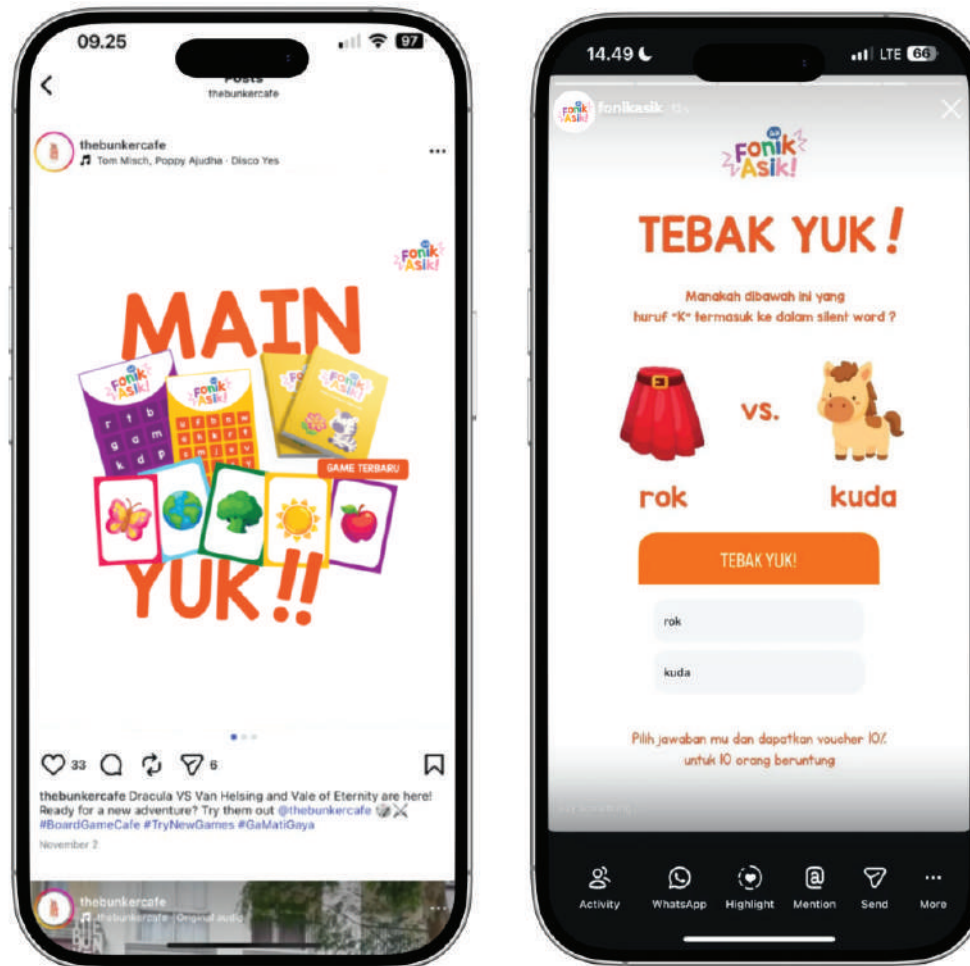 09.25
97
Posts
thebunkercafe
thebunkercafe
Tom Misch, Poppy Ajudha · Disco Yes
Fonik
Asik!
MAIN
Fonik
Asik!
r t b
g a m
k d p
Fonik
Asik!
Fonik
Asik!
GAME TERBARU
YUK!!
33
6
thebunkercafe Dracula VS Van Helsing and Vale of Eternity are here!
Ready for a new adventure? Try them out @thebunkercafe
#BoardGameCafe #TryNewGames #GaMatiGaya
November 2
thebunkercafe
thebunkercafe · Original audio
14.49
LTE 66
fonikasik
Fonik
Asik!
TEBAK YUK!
Manakah dibawah ini yang
huruf "K" termasuk ke dalam silent word ?
vs.
rok
kuda
TEBAK YUK!
rok
kuda
Pilih jawaban mu dan dapatkan voucher 10%
untuk 10 orang beruntung
Activity
WhatsApp
Highlight
Mention
Send
More